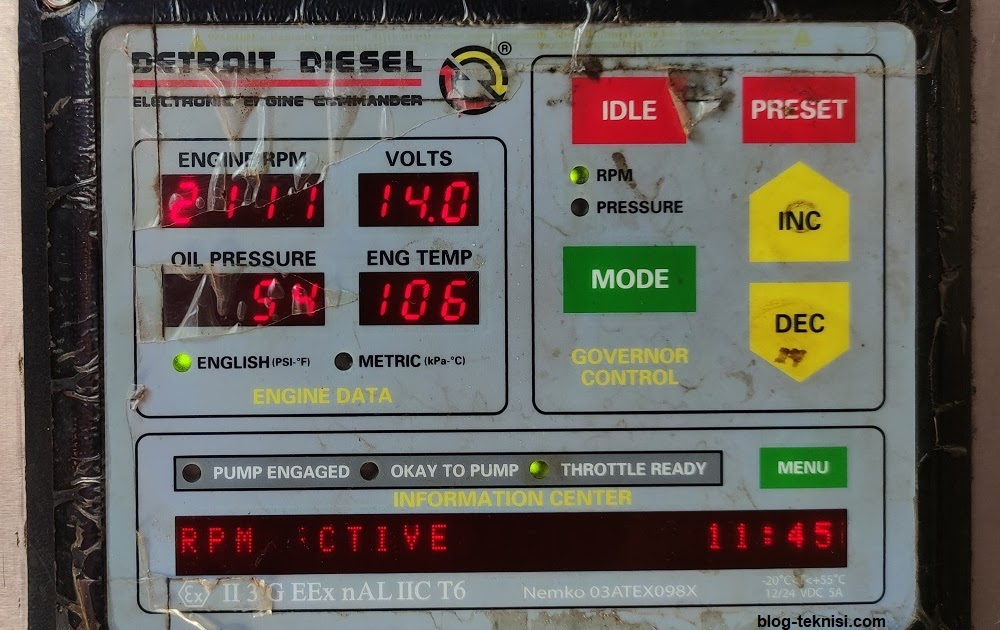 DETROIT DIESEL ®
ELECTRONIC ENGINE COMMANDER
ENGINE RPM
VOLTS
2111
14.0
OIL PRESSURE
ENG TEMP
106
ENGLISH (PSI-°F)
METRIC (kPa-°C)
ENGINE DATA
IDLE
PRESET
RPM
PRESSURE
INC
MODE
DEC
GOVERNOR
CONTROL
PUMP ENGAGED
OKAY TO PUMP
THROTTLE READY
MENU
INFORMATION CENTER
RPM ACTIVE 11:45
Ex II 3 G EEx nAL IIC T6
Nemko 03ATEX098X
12/24 VDC 5A
blog-teknisi.com